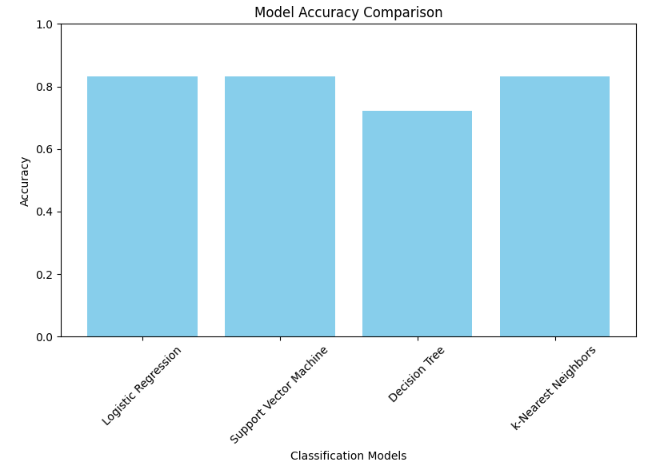 Model Accuracy Comparison
1.0
0.8
0.6
0.4
0.2
0.0
Accuracy
Logistic Regression
Support Vector Machine
Decision Tree
k-Nearest Neighbors
Classification Models